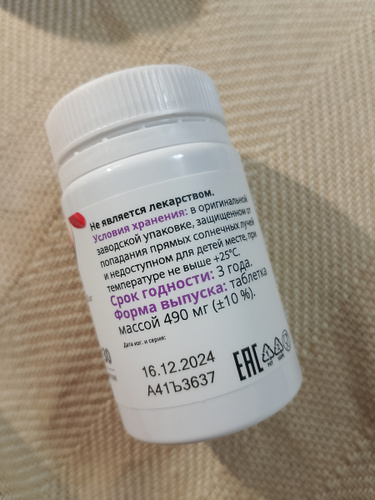 Не является лекарством.
Условия хранения: в оригинальной
заводской упаковке, защищенном от
попадания прямых солнечных лучей
и недоступном для детей месте, при
температуре не выше +25°C.
Срок годности: 3 года.
Форма выпуска: таблетка
массой 490 мг (±10 %).
Дата изг. и серия:
16.12.2024
А41Ъ3637
ЕАС